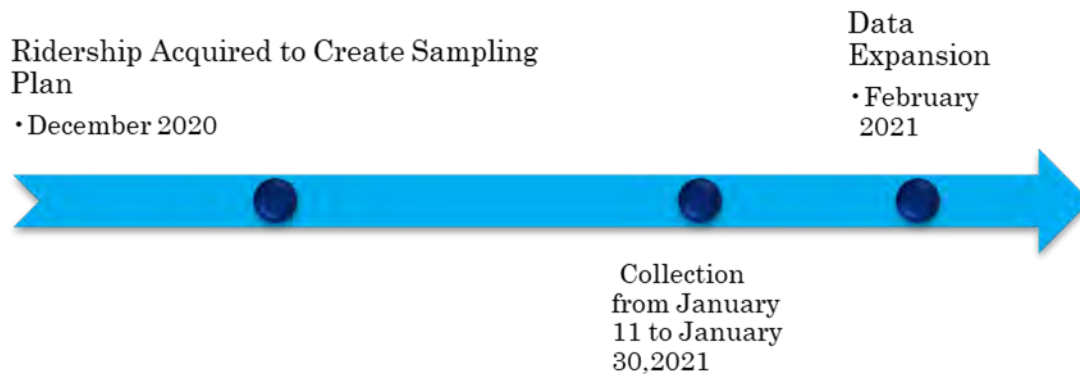 Ridership Acquired to Create Sampling
Plan
• December 2020
Data
Expansion
• February
2021
Collection
from January
11 to January
30,2021